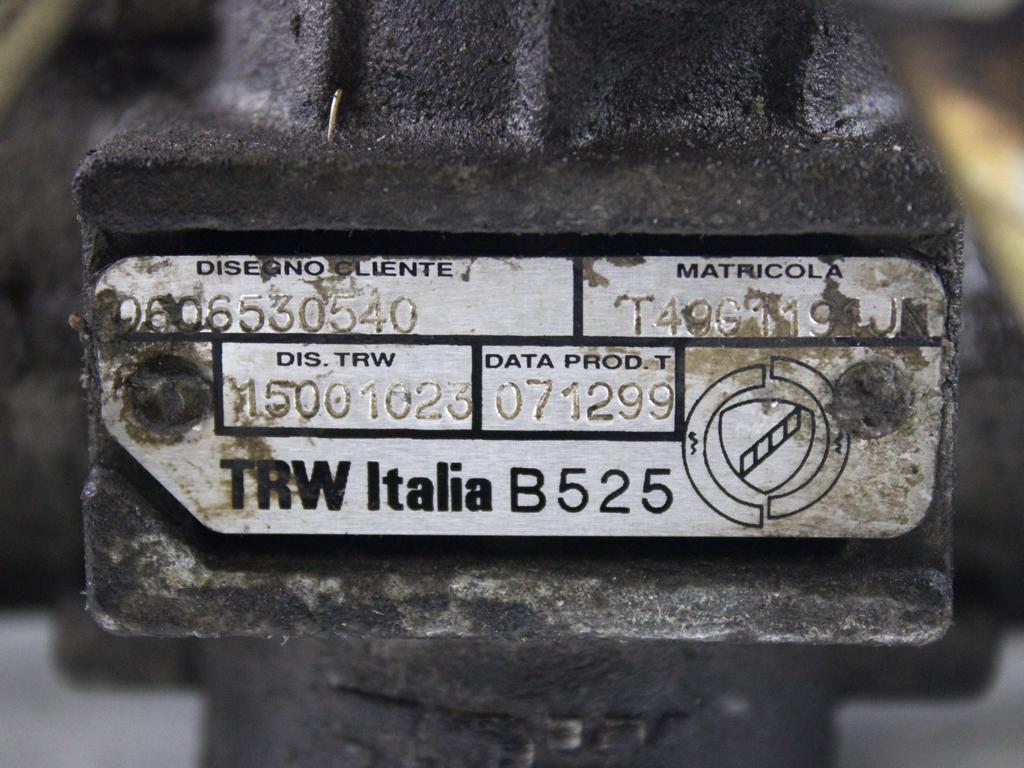 DISEGNO CLIENTE MATRICOLA
0606530540
DIS. TRW DATA PROD. T
15001023 071299
TRW Italia B525